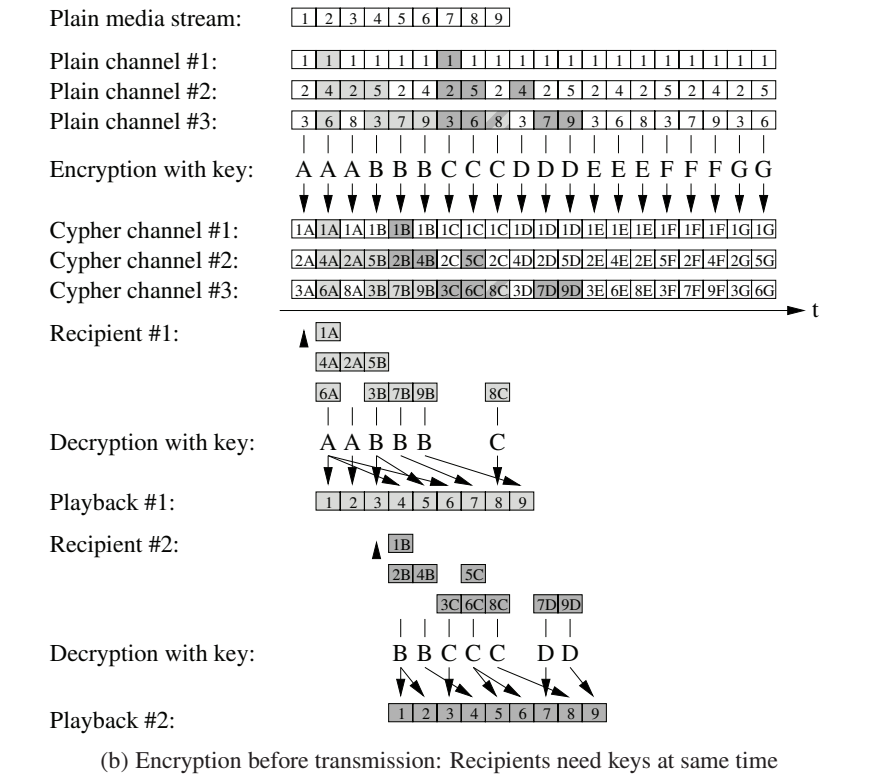 Plain media stream: 1 2 3 4 5 6 7 8 9
Plain channel #1: 1 1 1 1 1 1 1 1 1 1 1 1 1 1 1 1 1 1 1 1
Plain channel #2: 2 4 2 5 2 4 2 5 2 4 2 5 2 4 2 5 2 4 2 5
Plain channel #3: 3 6 8 3 7 9 3 6 8 3 7 9 3 6 8 3 7 9 3 6
Encryption with key: A A A B B B C C C D D D E E E F F F G G
Cypher channel #1: 1A 1A 1A 1B 1B 1B 1C 1C 1C 1D 1D 1D 1E 1E 1E 1F 1F 1F 1G 1G
Cypher channel #2: 2A 4A 2A 5B 2B 4B 2C 5C 2C 4D 2D 5D 2E 4E 2E 5F 2F 4F 2G 5G
Cypher channel #3: 3A 6A 8A 3B 7B 9B 3C 6C 8C 3D 7D 9D 3E 6E 8E 3F 7F 9F 3G 6G
t
Recipient #1: 1A
4A 2A 5B
6A 3B 7B 9B 8C
Decryption with key: A A B B B C
Playback #1: 1 2 3 4 5 6 7 8 9
Recipient #2: 1B
2B 4B 5C
3C 6C 8C 7D 9D
Decryption with key: B B C C C D D
Playback #2: 1 2 3 4 5 6 7 8 9
(b) Encryption before transmission: Recipients need keys at same time